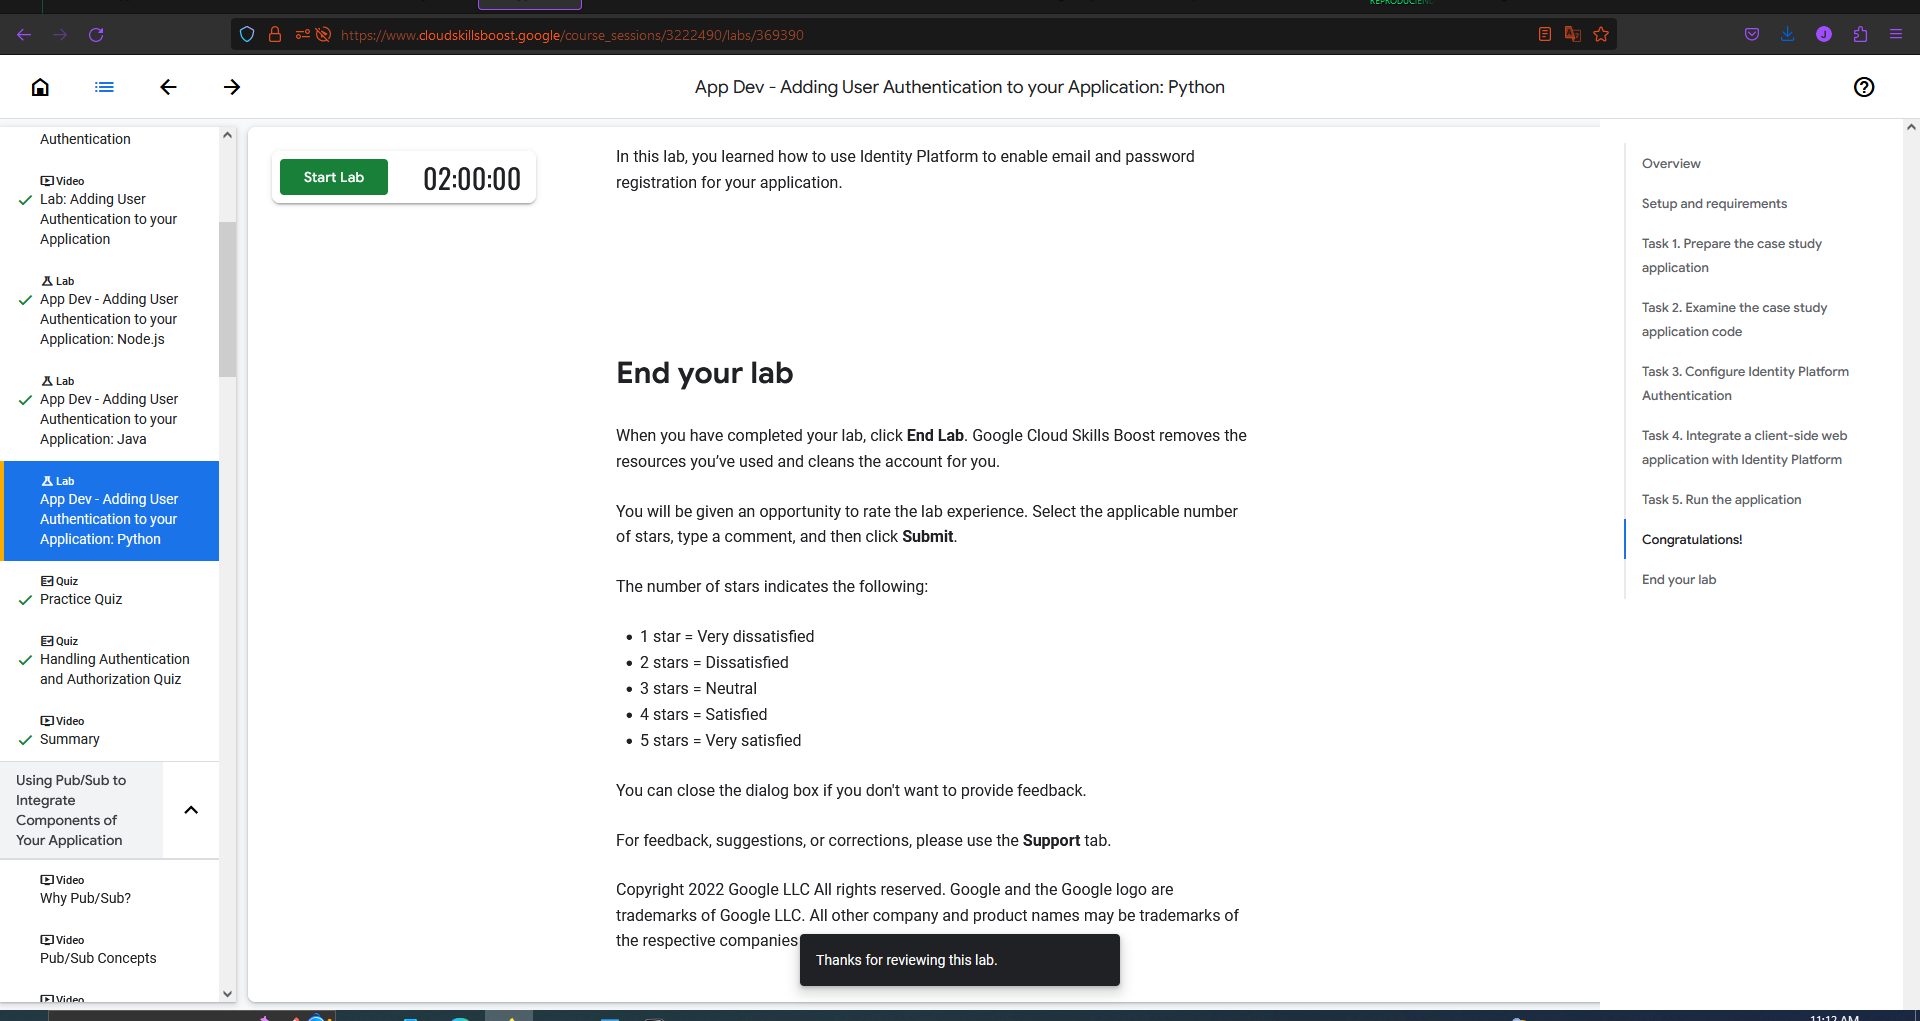 https://www.cloudskillsboost.google/course_sessions/3222490/labs/369390
App Dev - Adding User Authentication to your Application: Python
Authentication
Video
Lab: Adding User
Authentication to your
Application
Lab
App Dev - Adding User
Authentication to your
Application: Node.js
Lab
App Dev - Adding User
Authentication to your
Application: Java
Lab
App Dev - Adding User
Authentication to your
Application: Python
Quiz
Practice Quiz
Quiz
Handling Authentication
and Authorization Quiz
Video
Summary
Using Pub/Sub to
Integrate
Components of
Your Application
Video
Why Pub/Sub?
Video
Pub/Sub Concepts
Video
Start Lab
02:00:00
In this lab, you learned how to use Identity Platform to enable email and password
registration for your application.
End your lab
When you have completed your lab, click End Lab. Google Cloud Skills Boost removes the
resources you’ve used and cleans the account for you.
You will be given an opportunity to rate the lab experience. Select the applicable number
of stars, type a comment, and then click Submit.
The number of stars indicates the following:
• 1 star = Very dissatisfied
• 2 stars = Dissatisfied
• 3 stars = Neutral
• 4 stars = Satisfied
• 5 stars = Very satisfied
You can close the dialog box if you don't want to provide feedback.
For feedback, suggestions, or corrections, please use the Support tab.
Copyright 2022 Google LLC All rights reserved. Google and the Google logo are
trademarks of Google LLC. All other company and product names may be trademarks of
the respective companies
Thanks for reviewing this lab.
Overview
Setup and requirements
Task 1. Prepare the case study
application
Task 2. Examine the case study
application code
Task 3. Configure Identity Platform
Authentication
Task 4. Integrate a client-side web
application with Identity Platform
Task 5. Run the application
Congratulations!
End your lab
11:12 AM